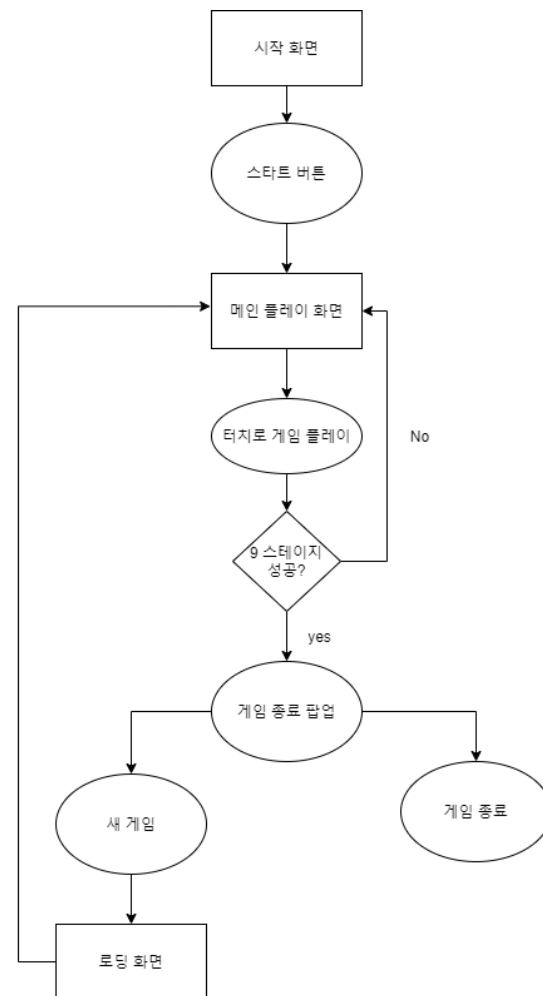 시작 화면
스타트 버튼
메인 플레이 화면
터치로 게임 플레이
No
9 스테이지
성공?
yes
게임 종료 팝업
새 게임
게임 종료
로딩 화면